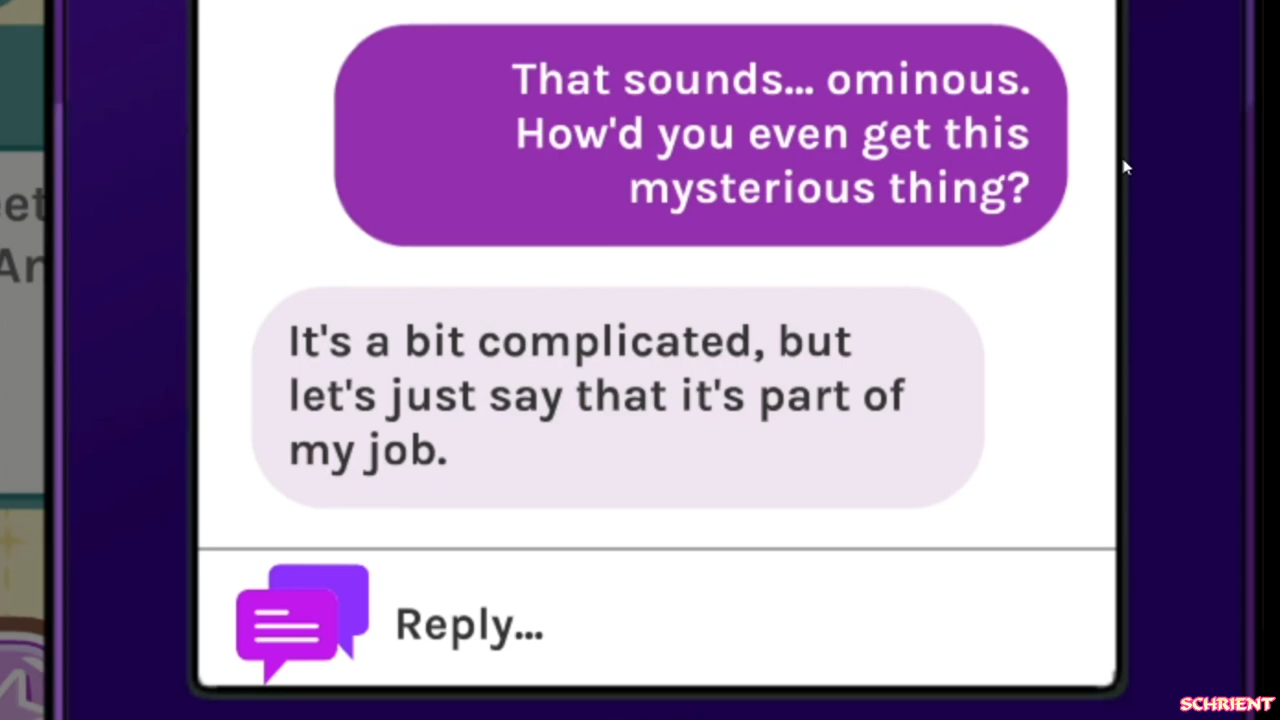 That sounds... ominous.
How'd you even get this
mysterious thing?
It's a bit complicated, but
let's just say that it's part of
my job.
Reply...
SCHRIENT